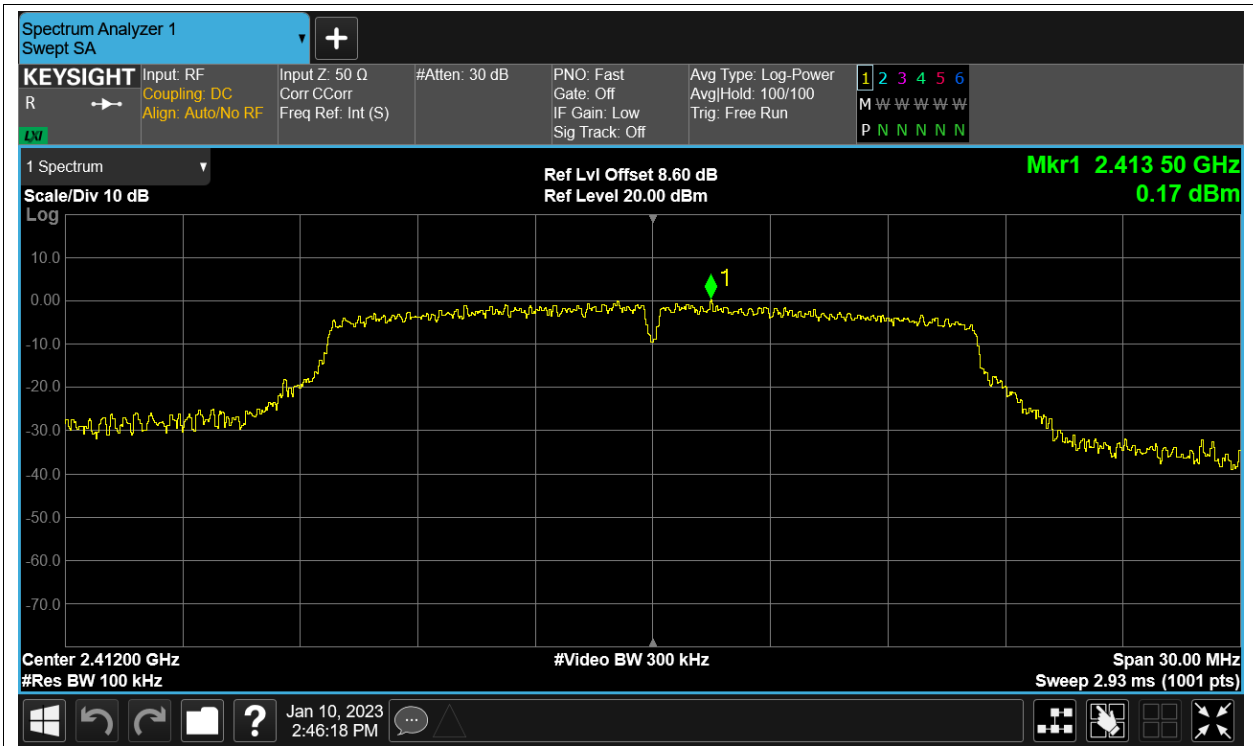 Spectrum Analyzer 1
Swept SA
KEYSIGHT Input: RF Input Z: 50 Ω #Atten: 30 dB PNO: Fast Avg Type: Log-Power 1 2 3 4 5 6
R Coupling: DC Corr CCorr Gate: Off Avg|Hold: 100/100 M W W W W W
Align: Auto/No RF Freq Ref: Int (S) IF Gain: Low Trig: Free Run
LXI Sig Track: Off P N N N N N
1 Spectrum Ref Lvl Offset 8.60 dB Mkr1 2.413 50 GHz
Scale/Div 10 dB Ref Level 20.00 dBm 0.17 dBm
Log
10.0
1
0.00
-10.0
-20.0
-30.0
-40.0
-50.0
-60.0
-70.0
Center 2.41200 GHz #Video BW 300 kHz Span 30.00 MHz
#Res BW 100 kHz Sweep 2.93 ms (1001 pts)
? Jan 10, 2023
2:46:18 PM